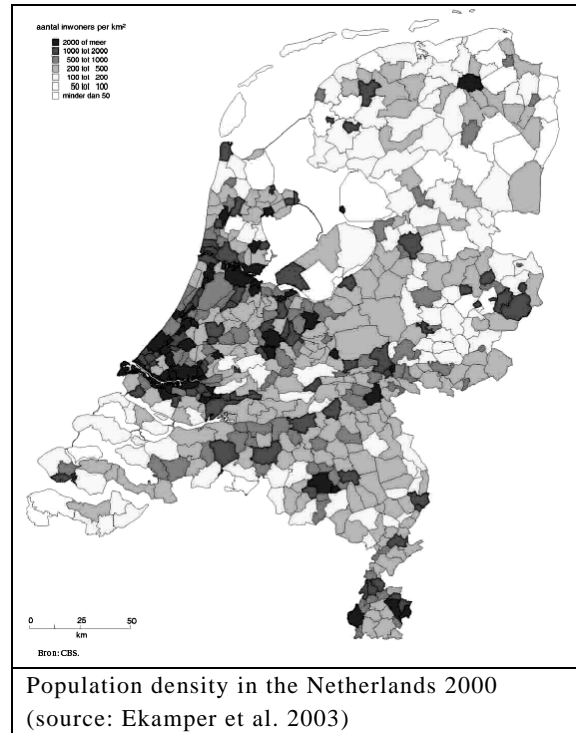 aantal inwoners per km²
2000 of meer
1000 tot 2000
500 tot 1000
200 tot 500
100 tot 200
50 tot 100
minder dan 50
0 25 50
km
Bron: CBS.
Population density in the Netherlands 2000
(source: Ekamper et al. 2003)